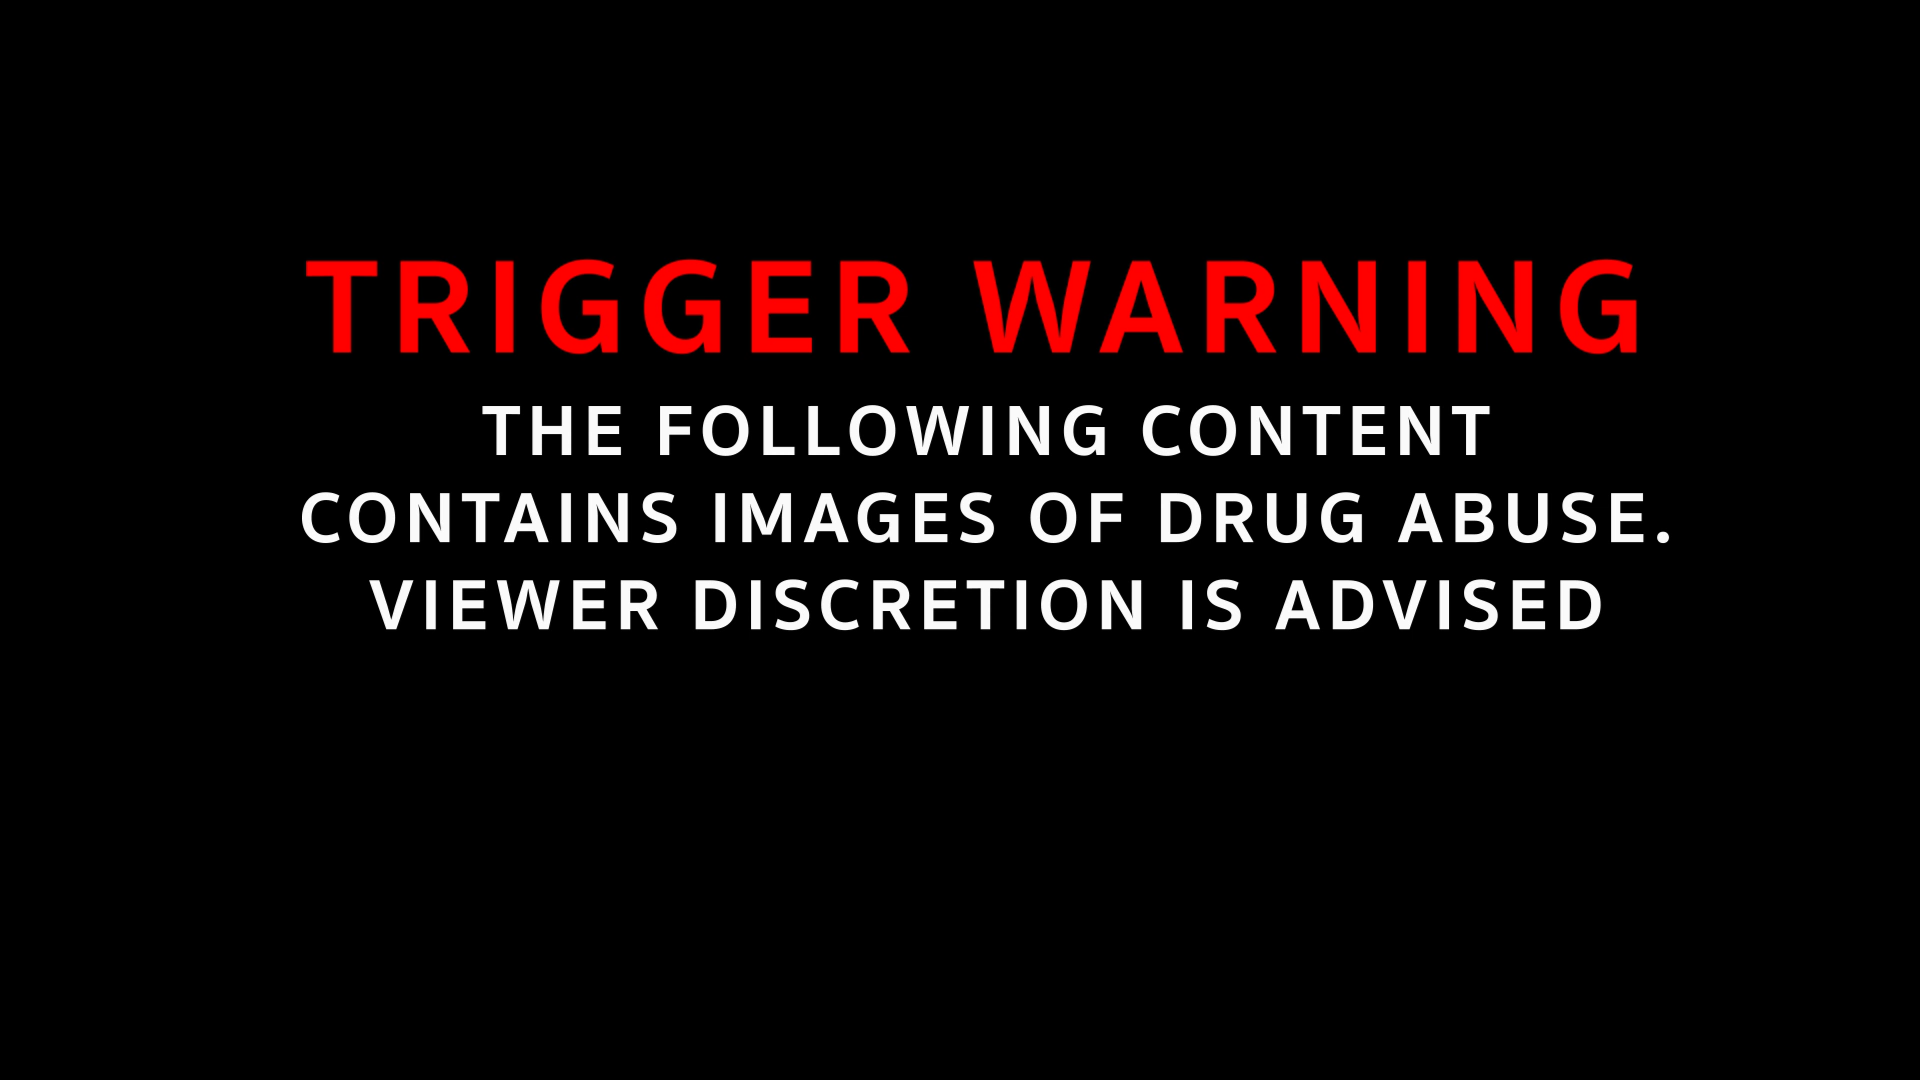 TRIGGER WARNING
THE FOLLOWING CONTENT
CONTAINS IMAGES OF DRUG ABUSE.
VIEWER DISCRETION IS ADVISED